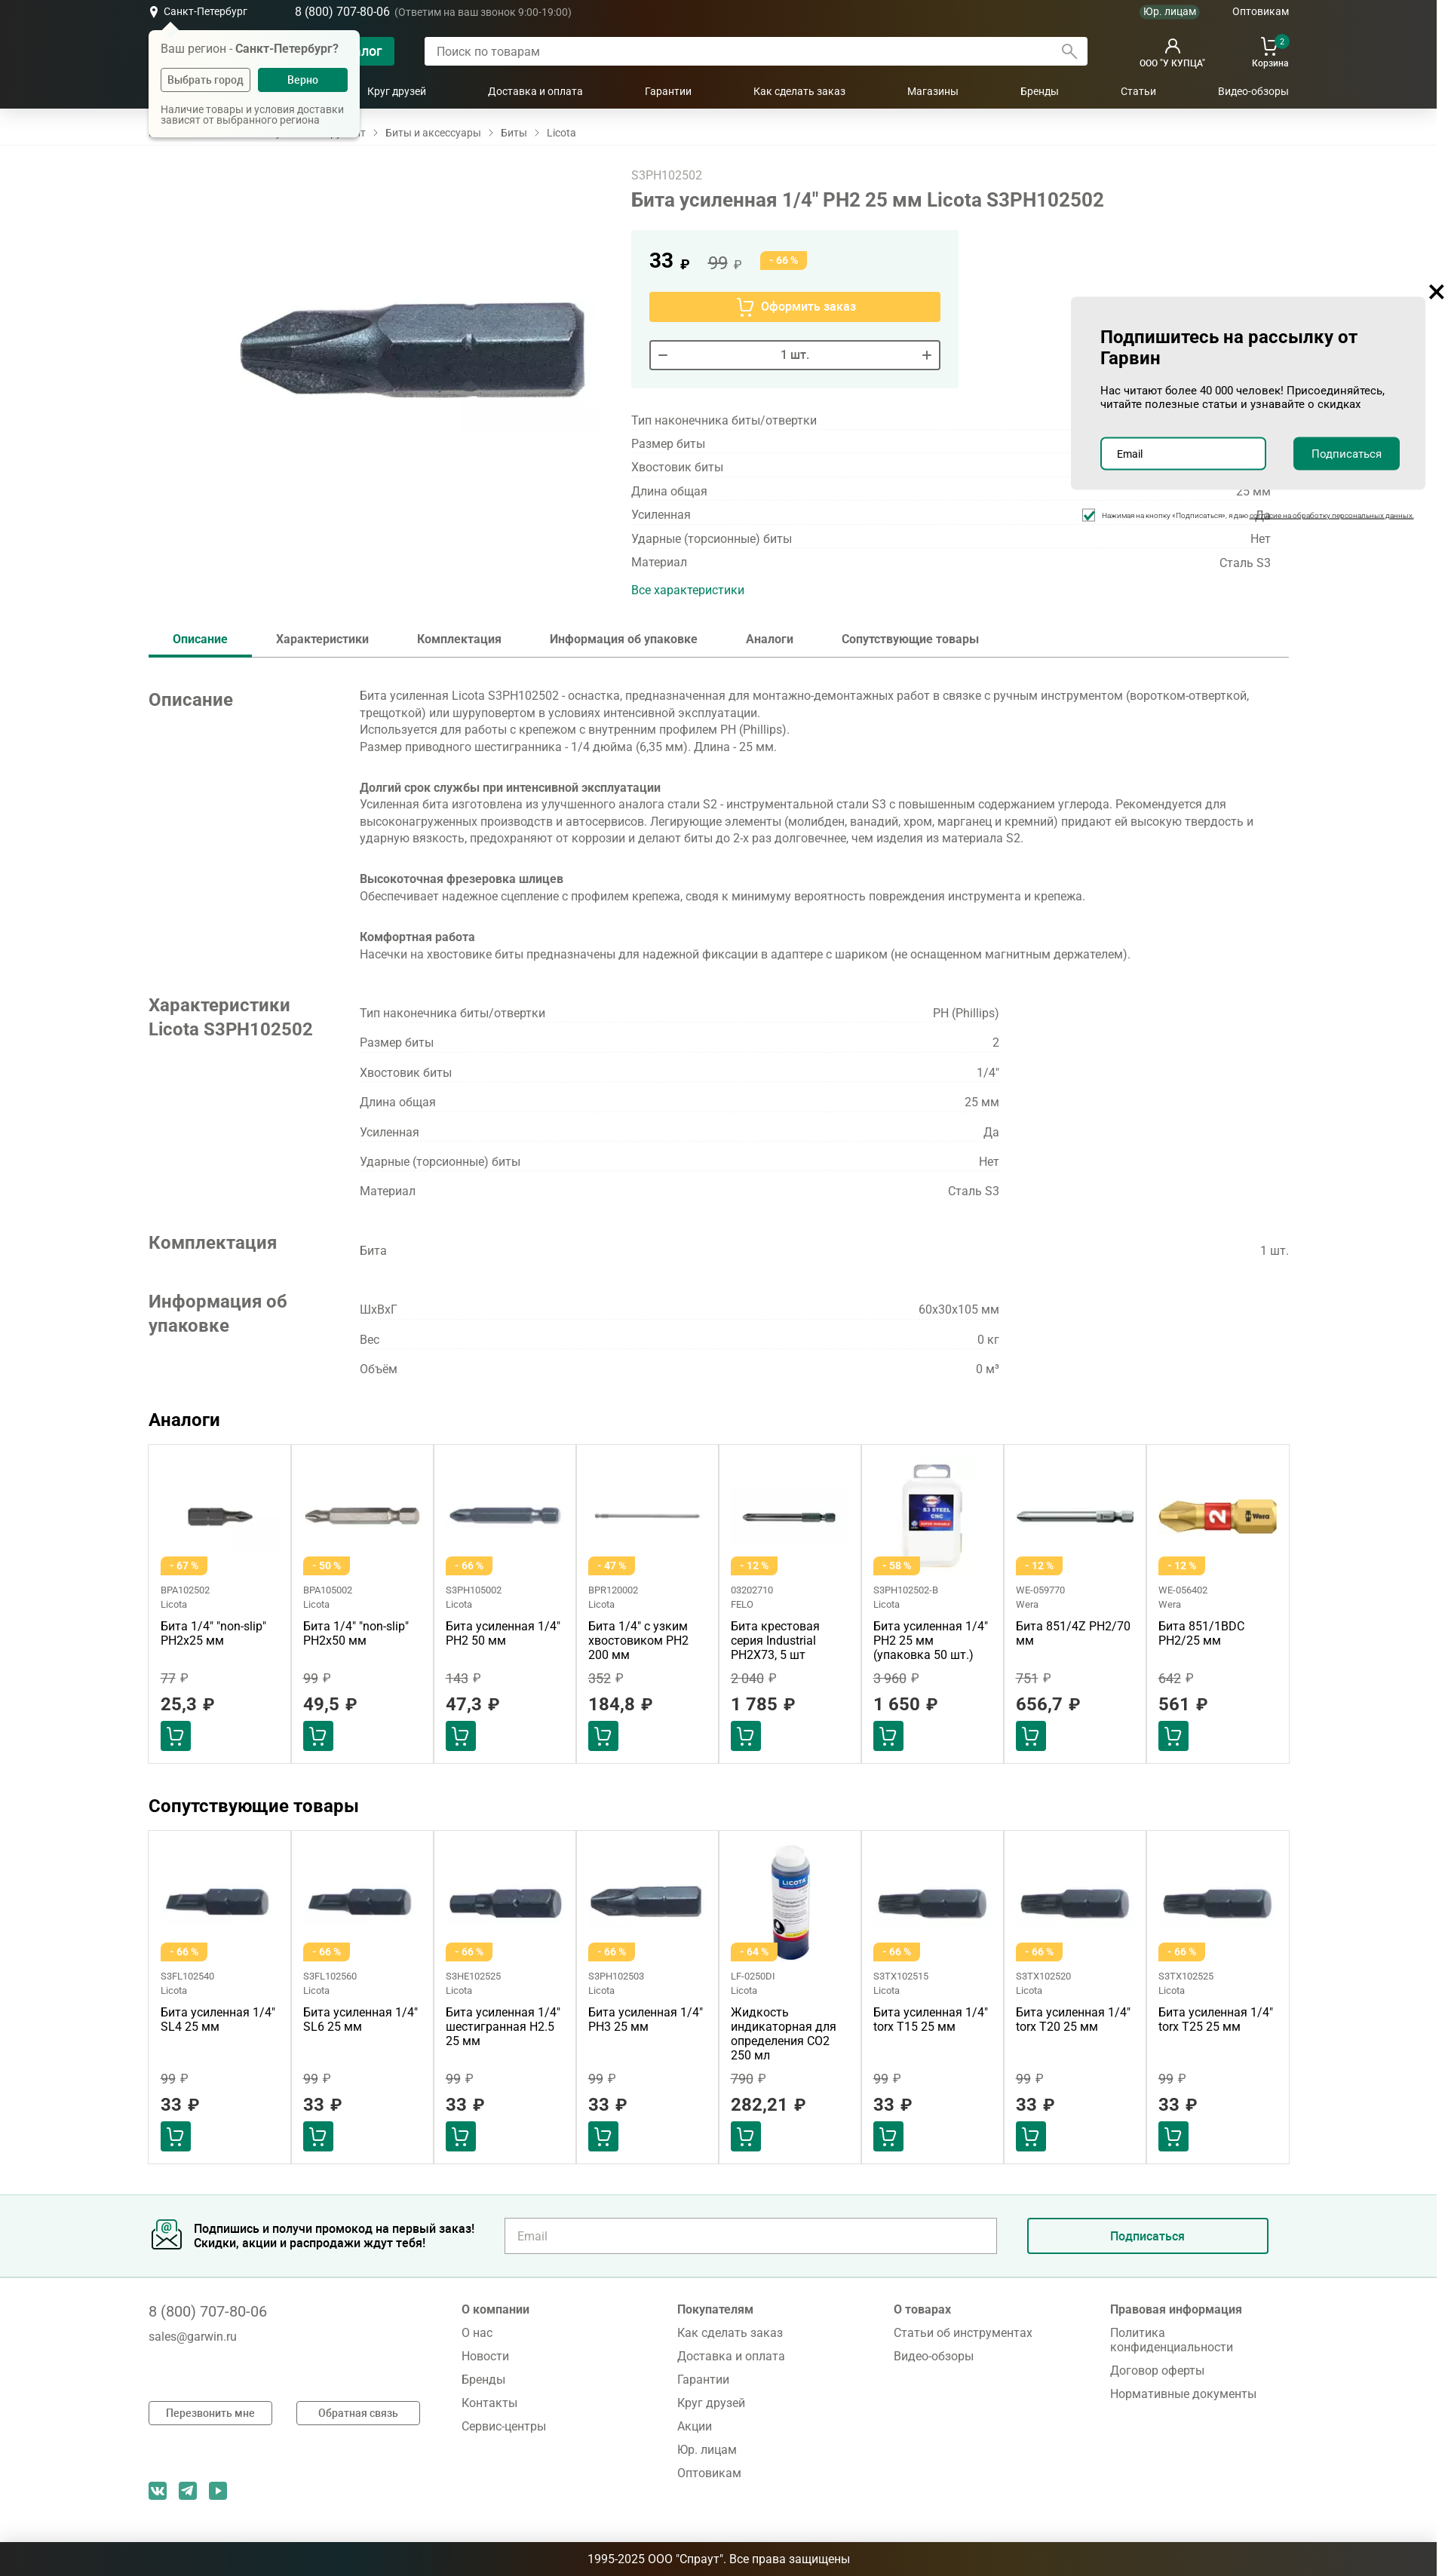 Санкт-Петербург
8 (800) 707-80-06 (Ответим на ваш звонок 9:00-19:00)
Юр. лицам
Оптовикам
Ваш регион - Санкт-Петербург?
Выбрать город
Верно
Наличие товары и условия доставки
зависят от выбранного региона
Поиск по товарам
ООО "У КУПЦА"
2
Корзина
Круг друзей
Доставка и оплата
Гарантии
Как сделать заказ
Магазины
Бренды
Статьи
Видео-обзоры
Биты и аксессуары
Биты
Licota
S3PH102502
Бита усиленная 1/4" PH2 25 мм Licota S3PH102502
33 ₽ 99 ₽ - 66 %
Оформить заказ
1 шт.
Подпишитесь на рассылку от
Гарвин
Нас читают более 40 000 человек! Присоединяйтесь,
читайте полезные статьи и узнавайте о скидках
Email
Подписаться
Нажимая на кнопку «Подписаться», я даю согласие на обработку персональных данных.
Тип наконечника биты/отвертки
Размер биты
Хвостовик биты
Длина общая 25 мм
Усиленная Да
Ударные (торсионные) биты Нет
Материал Сталь S3
Все характеристики
Описание
Характеристики
Комплектация
Информация об упаковке
Аналоги
Сопутствующие товары
Описание
Бита усиленная Licota S3PH102502 - оснастка, предназначенная для монтажно-демонтажных работ в связке с ручным инструментом (воротком-отверткой,
трещоткой) или шуруповертом в условиях интенсивной эксплуатации.
Используется для работы с крепежом с внутренним профилем PH (Phillips).
Размер приводного шестигранника - 1/4 дюйма (6,35 мм). Длина - 25 мм.
Долгий срок службы при интенсивной эксплуатации
Усиленная бита изготовлена из улучшенного аналога стали S2 - инструментальной стали S3 с повышенным содержанием углерода. Рекомендуется для
высоконагруженных производств и автосервисов. Легирующие элементы (молибден, ванадий, хром, марганец и кремний) придают ей высокую твердость и
ударную вязкость, предохраняют от коррозии и делают биты до 2-х раз долговечнее, чем изделия из материала S2.
Высокоточная фрезеровка шлицев
Обеспечивает надежное сцепление с профилем крепежа, сводя к минимуму вероятность повреждения инструмента и крепежа.
Комфортная работа
Насечки на хвостовике биты предназначены для надежной фиксации в адаптере с шариком (не оснащенном магнитным держателем).
Характеристики
Licota S3PH102502
Тип наконечника биты/отвертки PH (Phillips)
Размер биты 2
Хвостовик биты 1/4"
Длина общая 25 мм
Усиленная Да
Ударные (торсионные) биты Нет
Материал Сталь S3
Комплектация
Бита 1 шт.
Информация об
упаковке
ШхВхГ 60x30x105 мм
Вес 0 кг
Объём 0 м³
Аналоги
- 67 %
BPA102502
Licota
Бита 1/4" "non-slip"
PH2x25 мм
77 ₽
25,3 ₽
- 50 %
BPA105002
Licota
Бита 1/4" "non-slip"
PH2x50 мм
99 ₽
49,5 ₽
- 66 %
S3PH105002
Licota
Бита усиленная 1/4"
PH2 50 мм
143 ₽
47,3 ₽
- 47 %
BPR120002
Licota
Бита 1/4" с узким
хвостовиком PH2
200 мм
352 ₽
184,8 ₽
- 12 %
03202710
FELO
Бита крестовая
серия Industrial
PH2X73, 5 шт
2 040 ₽
1 785 ₽
S3 STEEL
CNC
- 58 %
S3PH102502-B
Licota
Бита усиленная 1/4"
PH2 25 мм
(упаковка 50 шт.)
3 960 ₽
1 650 ₽
- 12 %
WE-059770
Wera
Бита 851/4Z PH2/70
мм
751 ₽
656,7 ₽
2
Wera
- 12 %
WE-056402
Wera
Бита 851/1BDC
PH2/25 мм
642 ₽
561 ₽
Сопутствующие товары
- 66 %
S3FL102540
Licota
Бита усиленная 1/4"
SL4 25 мм
99 ₽
33 ₽
- 66 %
S3FL102560
Licota
Бита усиленная 1/4"
SL6 25 мм
99 ₽
33 ₽
- 66 %
S3HE102525
Licota
Бита усиленная 1/4"
шестигранная H2.5
25 мм
99 ₽
33 ₽
- 66 %
S3PH102503
Licota
Бита усиленная 1/4"
PH3 25 мм
99 ₽
33 ₽
LICOTA
- 64 %
LF-0250DI
Licota
Жидкость
индикаторная для
определения CO2
250 мл
790 ₽
282,21 ₽
- 66 %
S3TX102515
Licota
Бита усиленная 1/4"
torx T15 25 мм
99 ₽
33 ₽
- 66 %
S3TX102520
Licota
Бита усиленная 1/4"
torx T20 25 мм
99 ₽
33 ₽
- 66 %
S3TX102525
Licota
Бита усиленная 1/4"
torx T25 25 мм
99 ₽
33 ₽
Подпишись и получи промокод на первый заказ!
Скидки, акции и распродажи ждут тебя!
Email
Подписаться
8 (800) 707-80-06
sales@garwin.ru
Перезвонить мне
Обратная связь
О компании
О нас
Новости
Бренды
Контакты
Сервис-центры
Покупателям
Как сделать заказ
Доставка и оплата
Гарантии
Круг друзей
Акции
Юр. лицам
Оптовикам
О товарах
Статьи об инструментах
Видео-обзоры
Правовая информация
Политика
конфиденциальности
Договор оферты
Нормативные документы
1995-2025 ООО "Спраут". Все права защищены